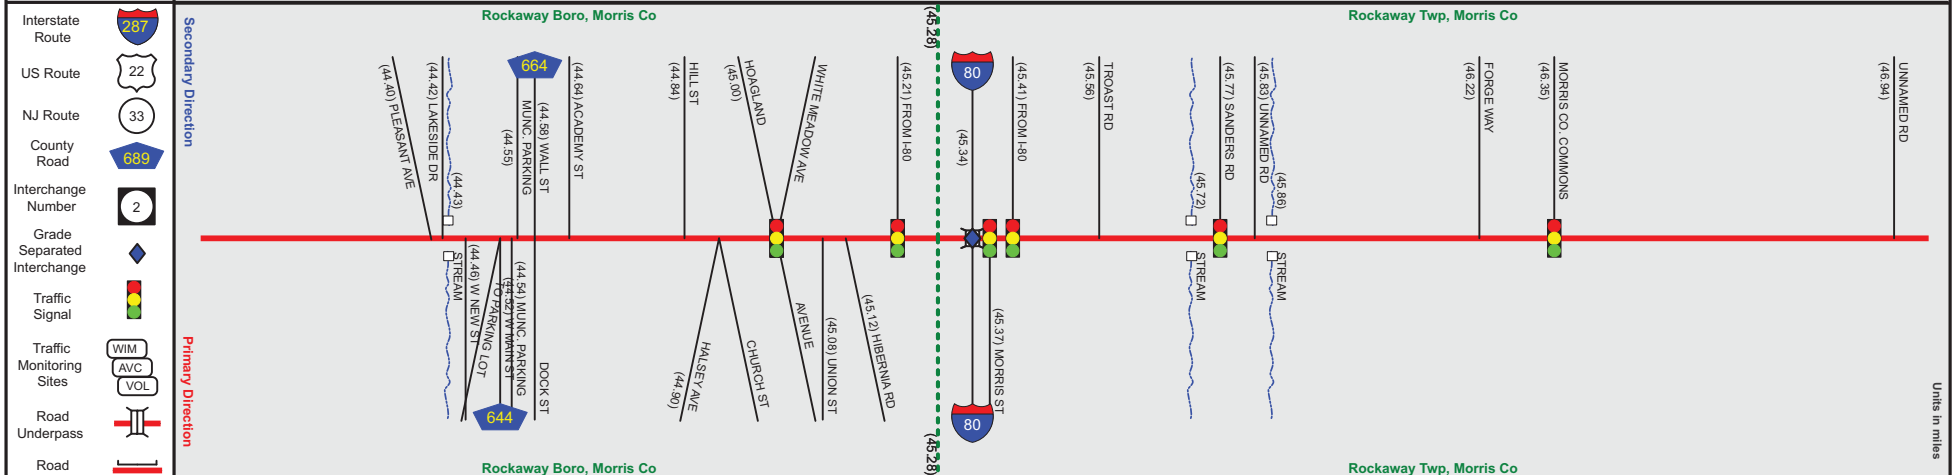 Interstate
Route
287
US Route
22
NJ Route
33
County
Road
689
Interchange
Number
2
Grade
Separated
Interchange
Traffic
Signal
Traffic
Monitoring
Sites
WIM
AVC
VOL
Road
Underpass
Road
Secondary Direction
Primary Direction
Rockaway Boro, Morris Co
(45.28)
Rockaway Twp, Morris Co
(44.40) PLEASANT AVE
(44.42) LAKESIDE DR
(44.43)
664
MUNC. PARKING
(44.55)
(44.58) WALL ST
(44.64) ACADEMY ST
HILL ST
(44.84)
HOAGLAND
(45.00)
WHITE MEADOW AVE
(45.21) FROM I-80
80
(45.34)
(45.41) FROM I-80
TROAST RD
(45.56)
(45.72)
(45.77) SANDERS RD
(45.83) UNNAMED RD
(45.86)
FORGE WAY
(46.22)
MORRIS CO. COMMONS
(46.35)
UNNAMED RD
(46.94)
STREAM
(44.46) W NEW ST
TO PARKING LOT
(44.52) W MAIN ST
(44.54) MUNC. PARKING
644
DOCK ST
HALSEY AVE
(44.90)
CHURCH ST
AVENUE
(45.08) UNION ST
(45.12) HIBERNIA RD
(45.37) MORRIS ST
80
STREAM
STREAM
Units in miles
Rockaway Boro, Morris Co
(45.28)
Rockaway Twp, Morris Co